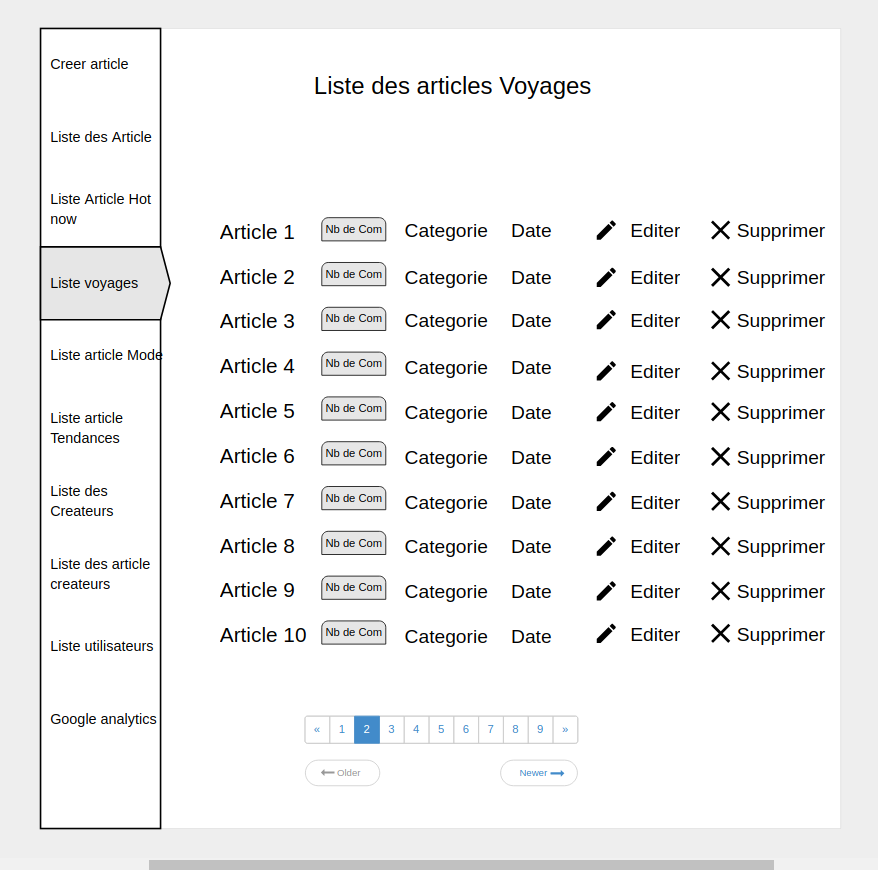 Creer article
Liste des Article
Liste Article Hot
now
Liste voyages
Liste article Mode
Liste article
Tendances
Liste des
Createurs
Liste des article
createurs
Liste utilisateurs
Google analytics
Liste des articles Voyages
Article 1 Nb de Com Categorie Date Editer Supprimer
Article 2 Nb de Com Categorie Date Editer Supprimer
Article 3 Nb de Com Categorie Date Editer Supprimer
Article 4 Nb de Com Categorie Date Editer Supprimer
Article 5 Nb de Com Categorie Date Editer Supprimer
Article 6 Nb de Com Categorie Date Editer Supprimer
Article 7 Nb de Com Categorie Date Editer Supprimer
Article 8 Nb de Com Categorie Date Editer Supprimer
Article 9 Nb de Com Categorie Date Editer Supprimer
Article 10 Nb de Com Categorie Date Editer Supprimer
« 1 2 3 4 5 6 7 8 9 »
Older Newer